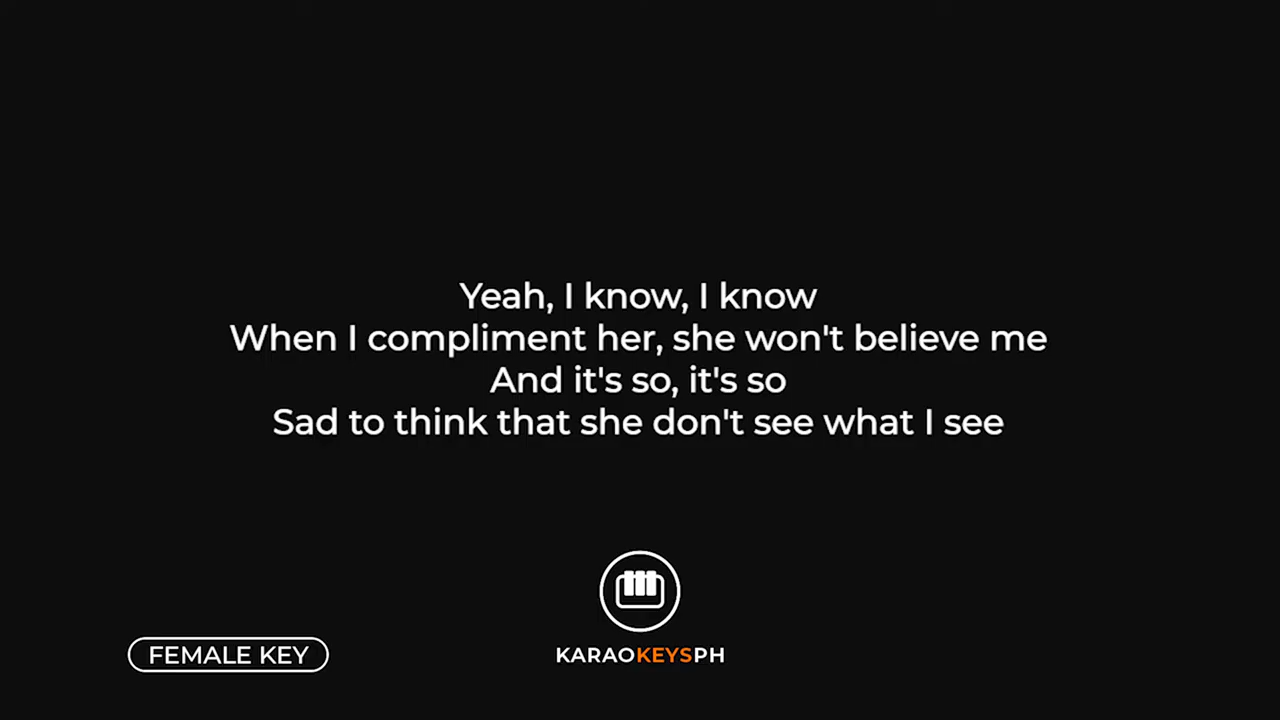 Yeah, I know, I know
When I compliment her, she won't believe me
And it's so, it's so
Sad to think that she don't see what I see
FEMALE KEY
KARAOKEYSPH